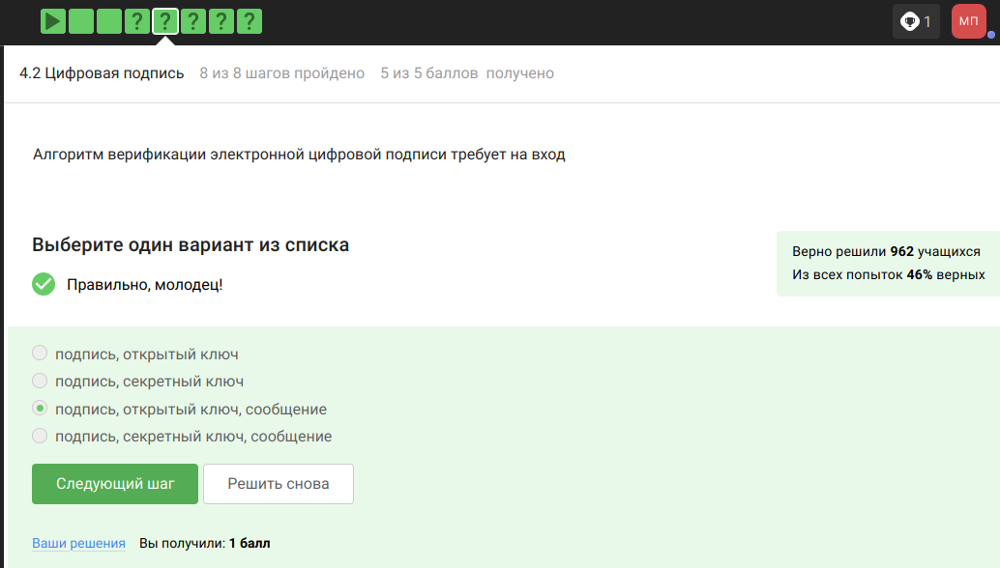 ? ? ? ? ?
1
МП
4.2 Цифровая подпись 8 из 8 шагов пройдено 5 из 5 баллов получено
Алгоритм верификации электронной цифровой подписи требует на вход
Выберите один вариант из списка
Правильно, молодец!
Верно решили 962 учащихся
Из всех попыток 46% верных
подпись, открытый ключ
подпись, секретный ключ
подпись, открытый ключ, сообщение
подпись, секретный ключ, сообщение
Следующий шаг Решить снова
Ваши решения Вы получили: 1 балл